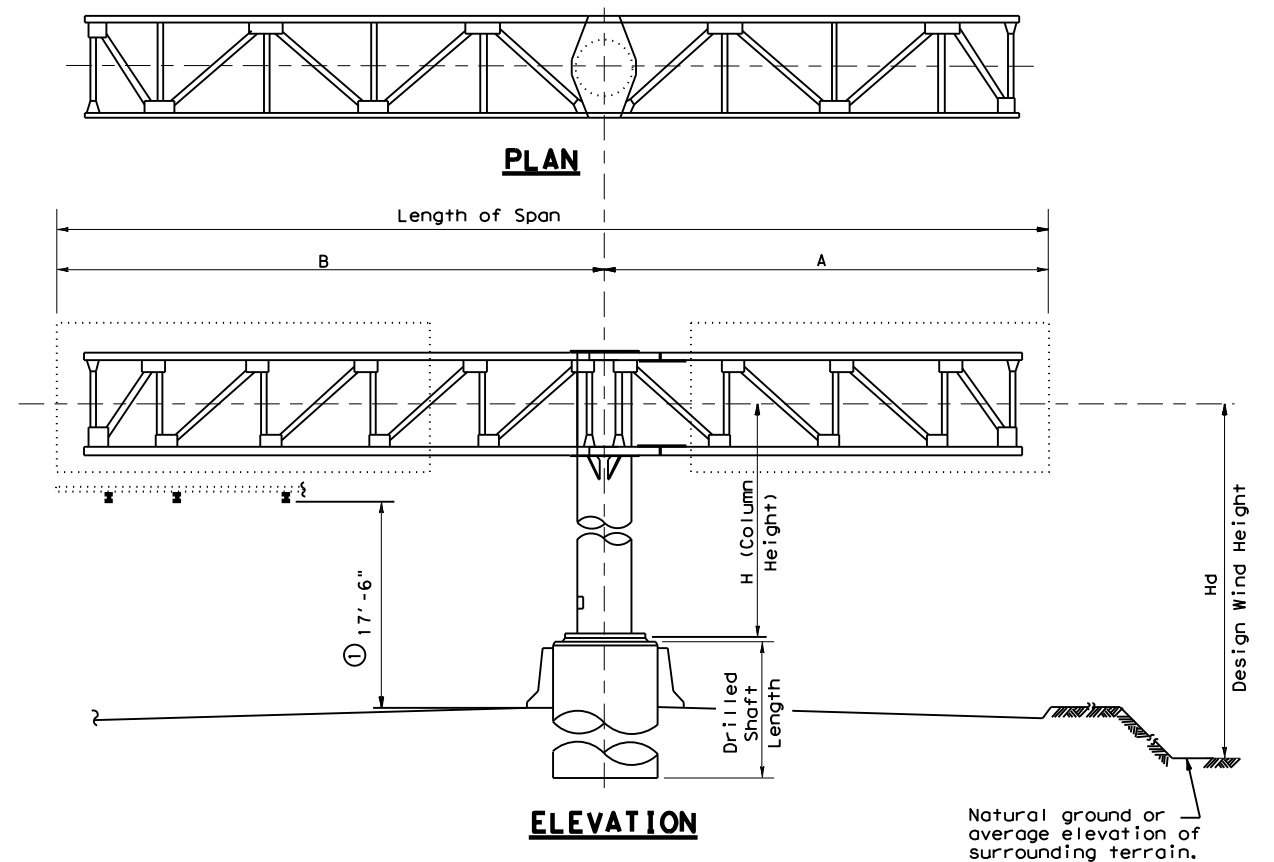 PLAN
Length of Span
B
A
H (Column
Height)
① 17'-6"
Hd
Design Wind Height
Drilled
Shaft
Length
ELEVATION
Natural ground or
average elevation of
surrounding terrain.